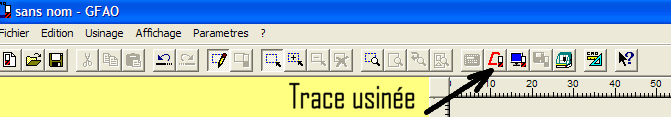 sans nom - GFAO
Fichier Edition Usinage Affichage Parametres ?
Trace usinée
10 20 30 40 50